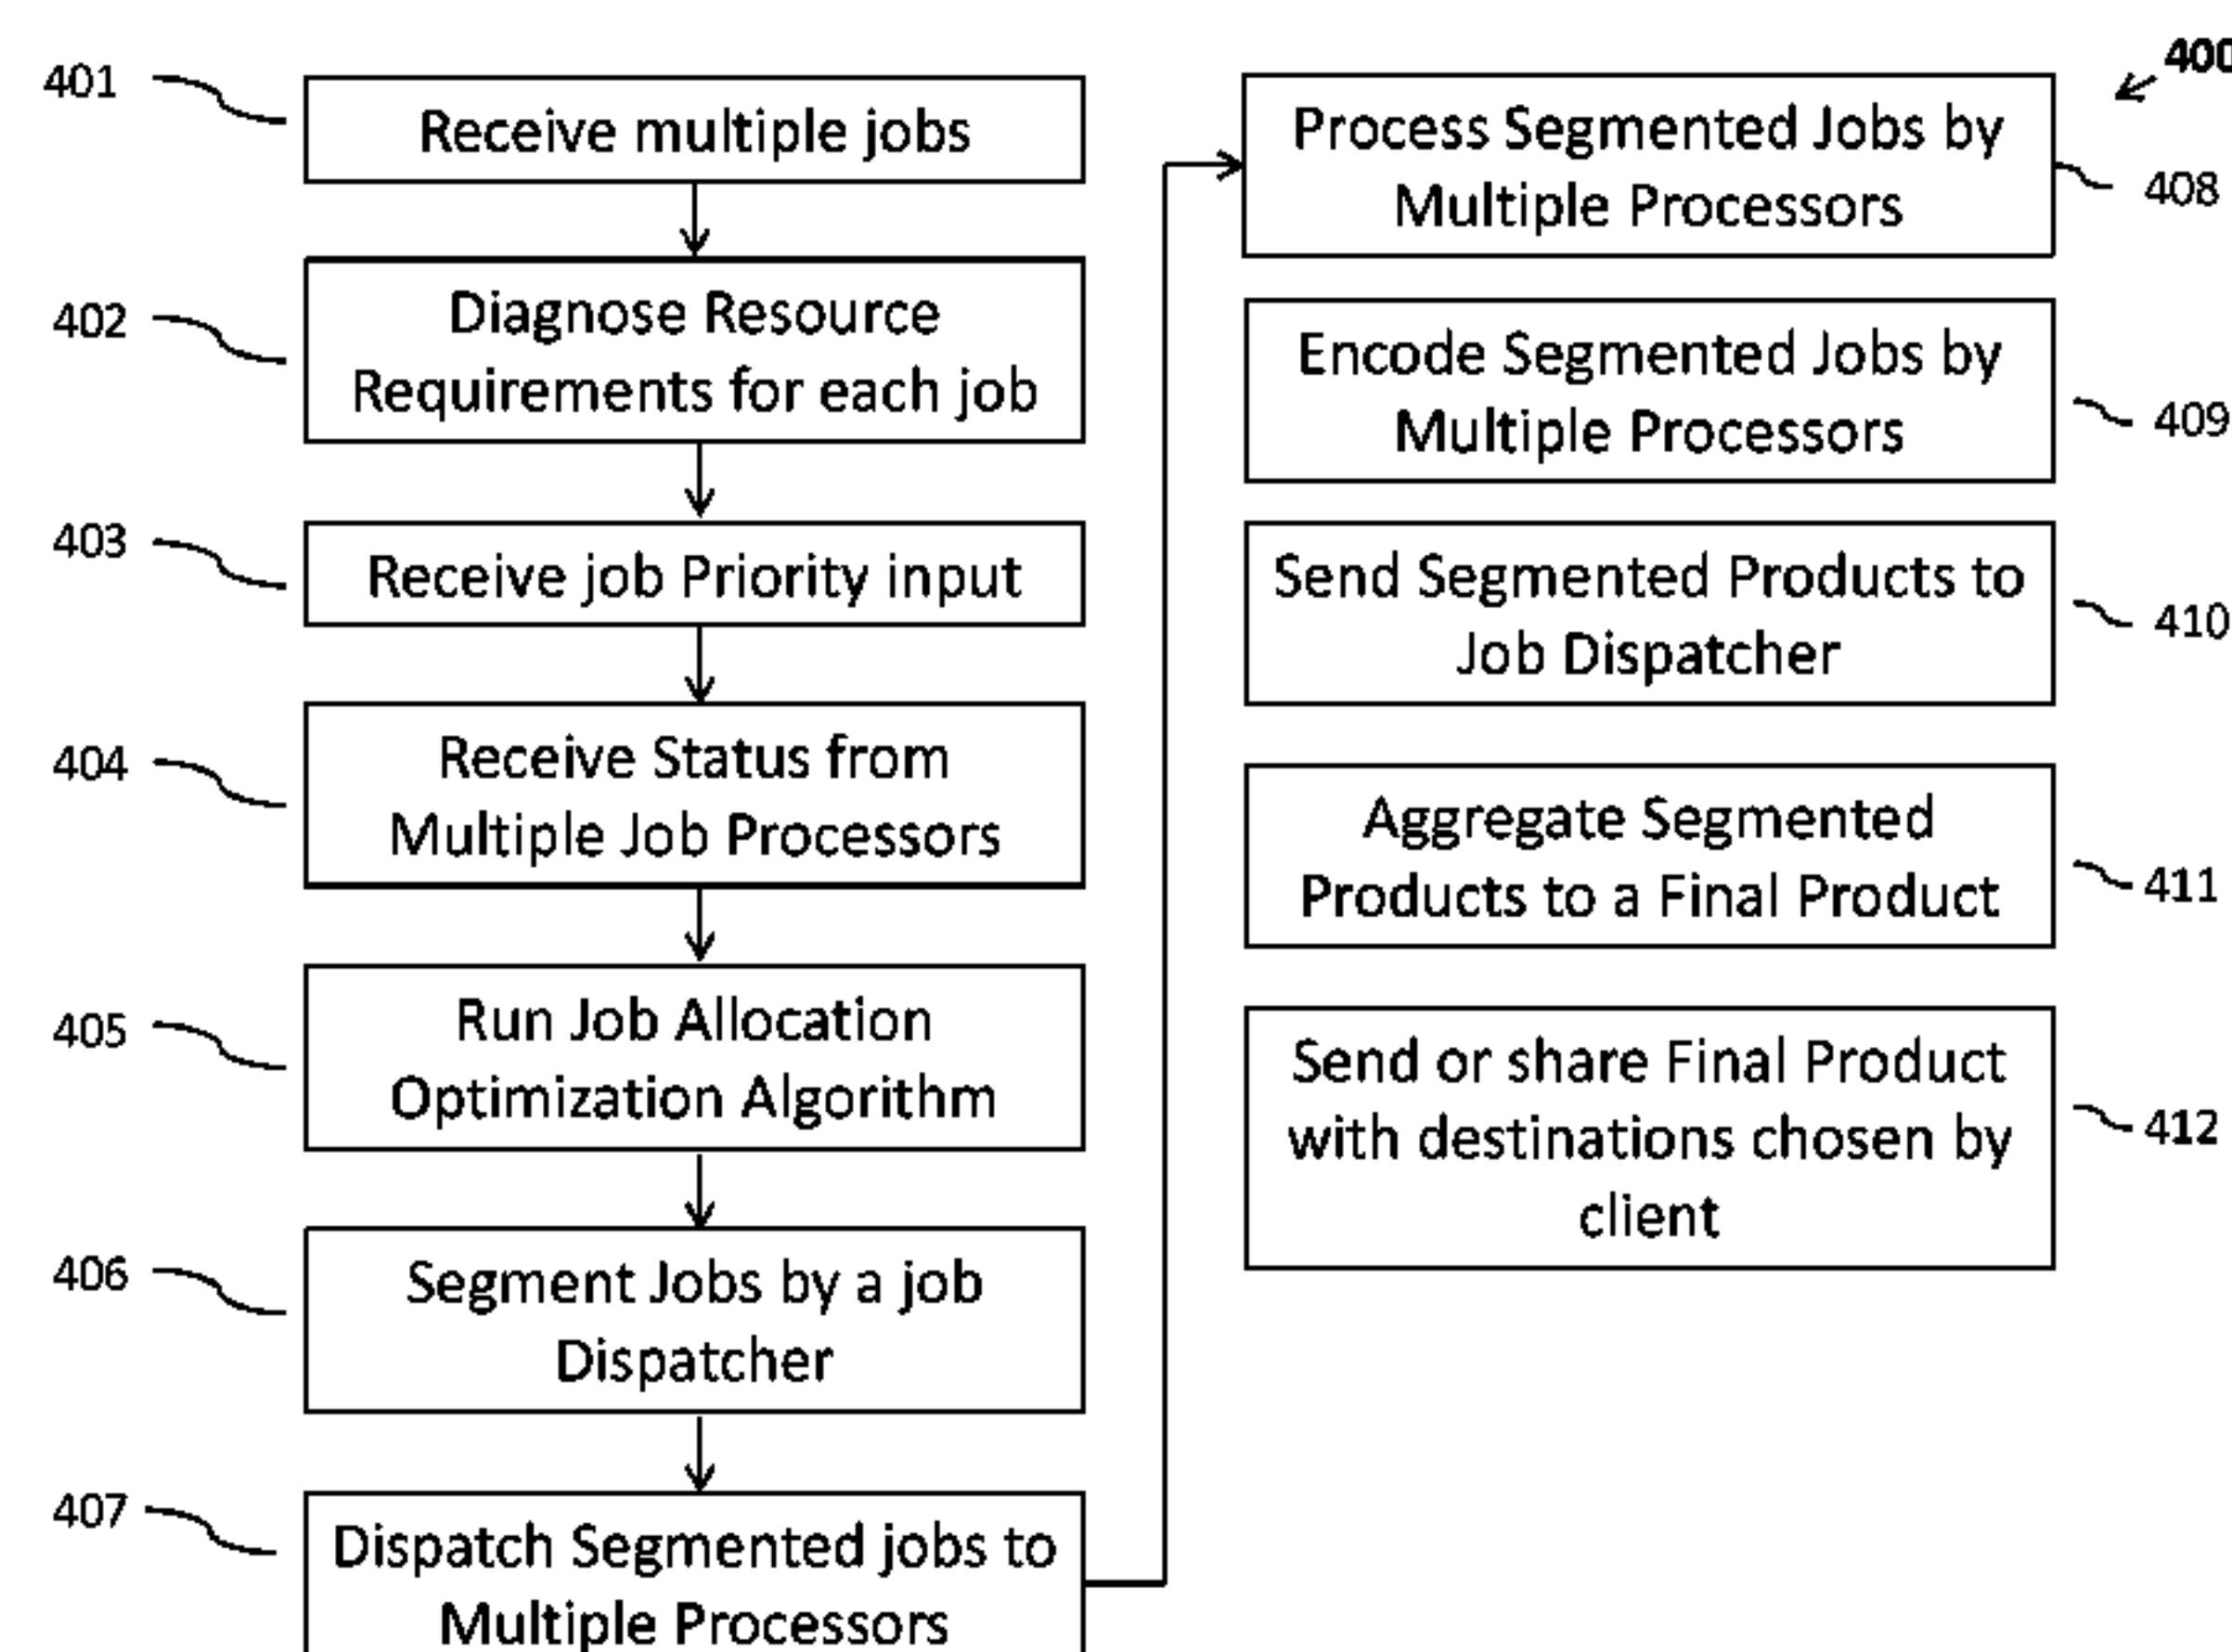 401
Receive multiple jobs
402
Diagnose Resource
Requirements for each job
403
Receive job Priority input
404
Receive Status from
Multiple Job Processors
405
Run Job Allocation
Optimization Algorithm
406
Segment Jobs by a job
Dispatcher
407
Dispatch Segmented jobs to
Multiple Processors
400
Process Segmented Jobs by
Multiple Processors
408
Encode Segmented Jobs by
Multiple Processors
409
Send Segmented Products to
Job Dispatcher
410
Aggregate Segmented
Products to a Final Product
411
Send or share Final Product
with destinations chosen by
client
412